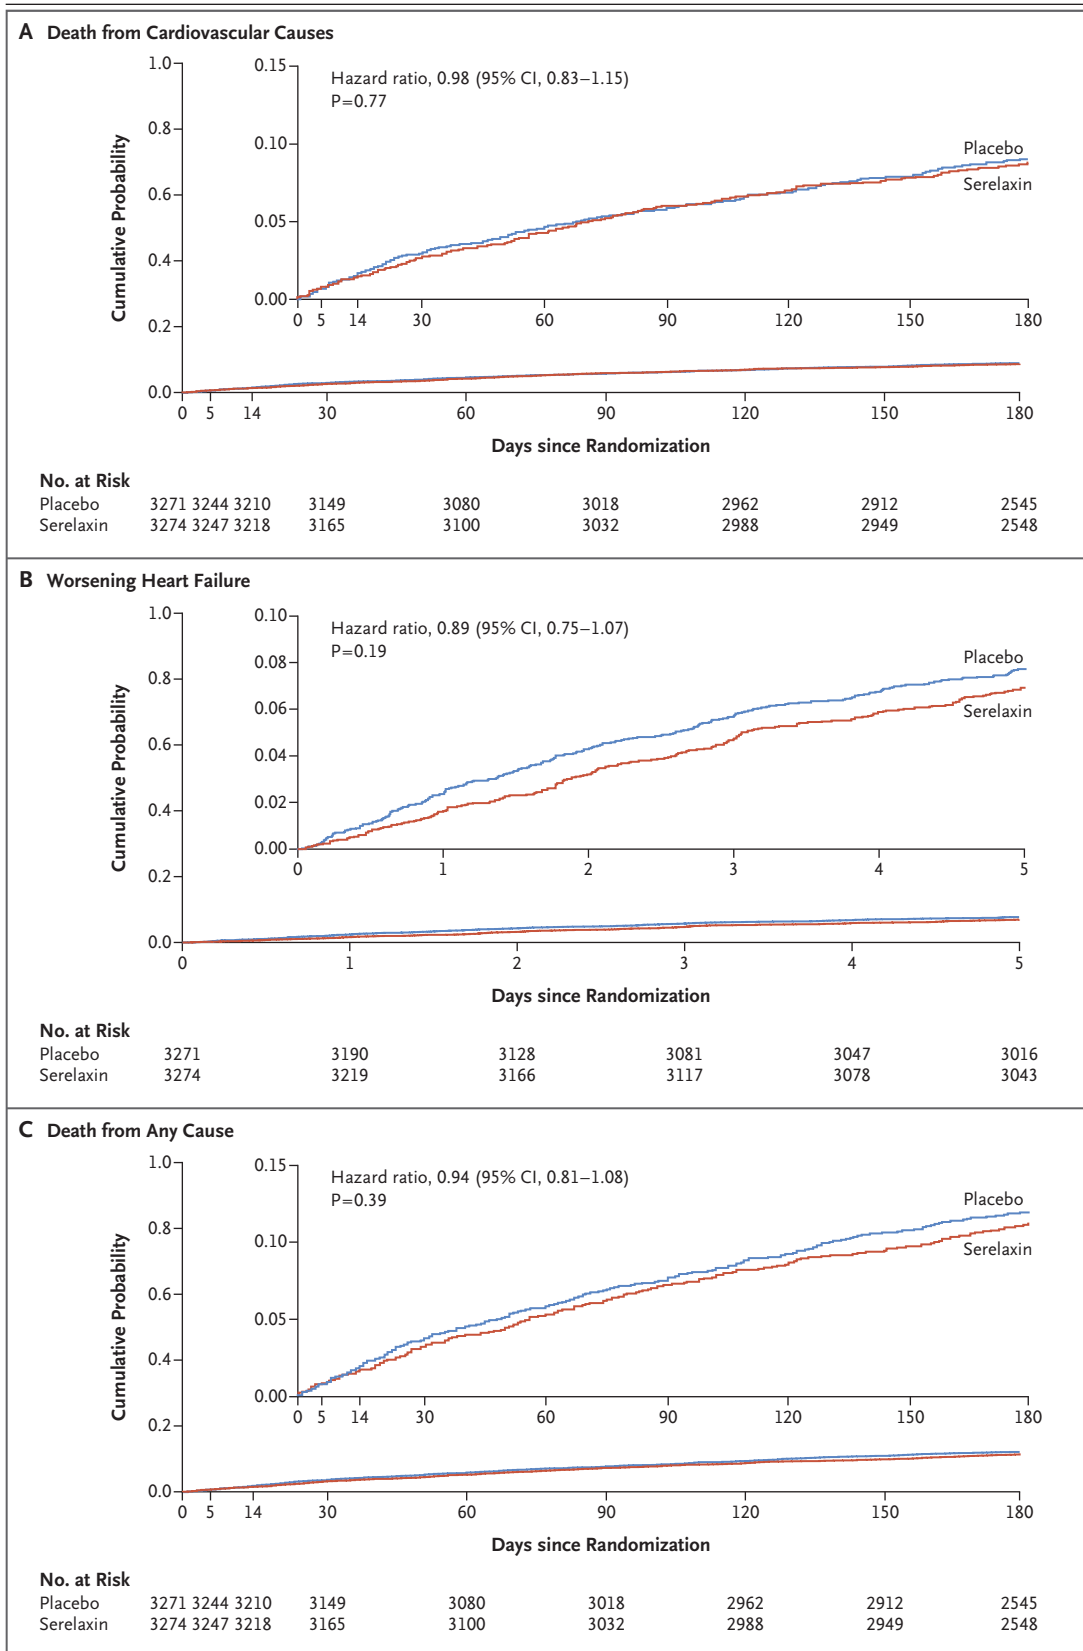 A Death from Cardiovascular Causes
Cumulative Probability
1.0
0.8
0.6
0.4
0.2
0.0
0.15
0.10
0.05
0.00
Hazard ratio, 0.98 (95% CI, 0.83–1.15)
P=0.77
Placebo
Serelaxin
0 5 14 30 60 90 120 150 180
0 5 14 30 60 90 120 150 180
Days since Randomization
No. at Risk
Placebo 3271 3244 3210 3149 3080 3018 2962 2912 2545
Serelaxin 3274 3247 3218 3165 3100 3032 2988 2949 2548
B Worsening Heart Failure
Cumulative Probability
1.0
0.8
0.6
0.4
0.2
0.0
0.10
0.08
0.06
0.04
0.02
0.00
Hazard ratio, 0.89 (95% CI, 0.75–1.07)
P=0.19
Placebo
Serelaxin
0 1 2 3 4 5
0 1 2 3 4 5
Days since Randomization
No. at Risk
Placebo 3271 3190 3128 3081 3047 3016
Serelaxin 3274 3219 3166 3117 3078 3043
C Death from Any Cause
Cumulative Probability
1.0
0.8
0.6
0.4
0.2
0.0
0.15
0.10
0.05
0.00
Hazard ratio, 0.94 (95% CI, 0.81–1.08)
P=0.39
Placebo
Serelaxin
0 5 14 30 60 90 120 150 180
0 5 14 30 60 90 120 150 180
Days since Randomization
No. at Risk
Placebo 3271 3244 3210 3149 3080 3018 2962 2912 2545
Serelaxin 3274 3247 3218 3165 3100 3032 2988 2949 2548